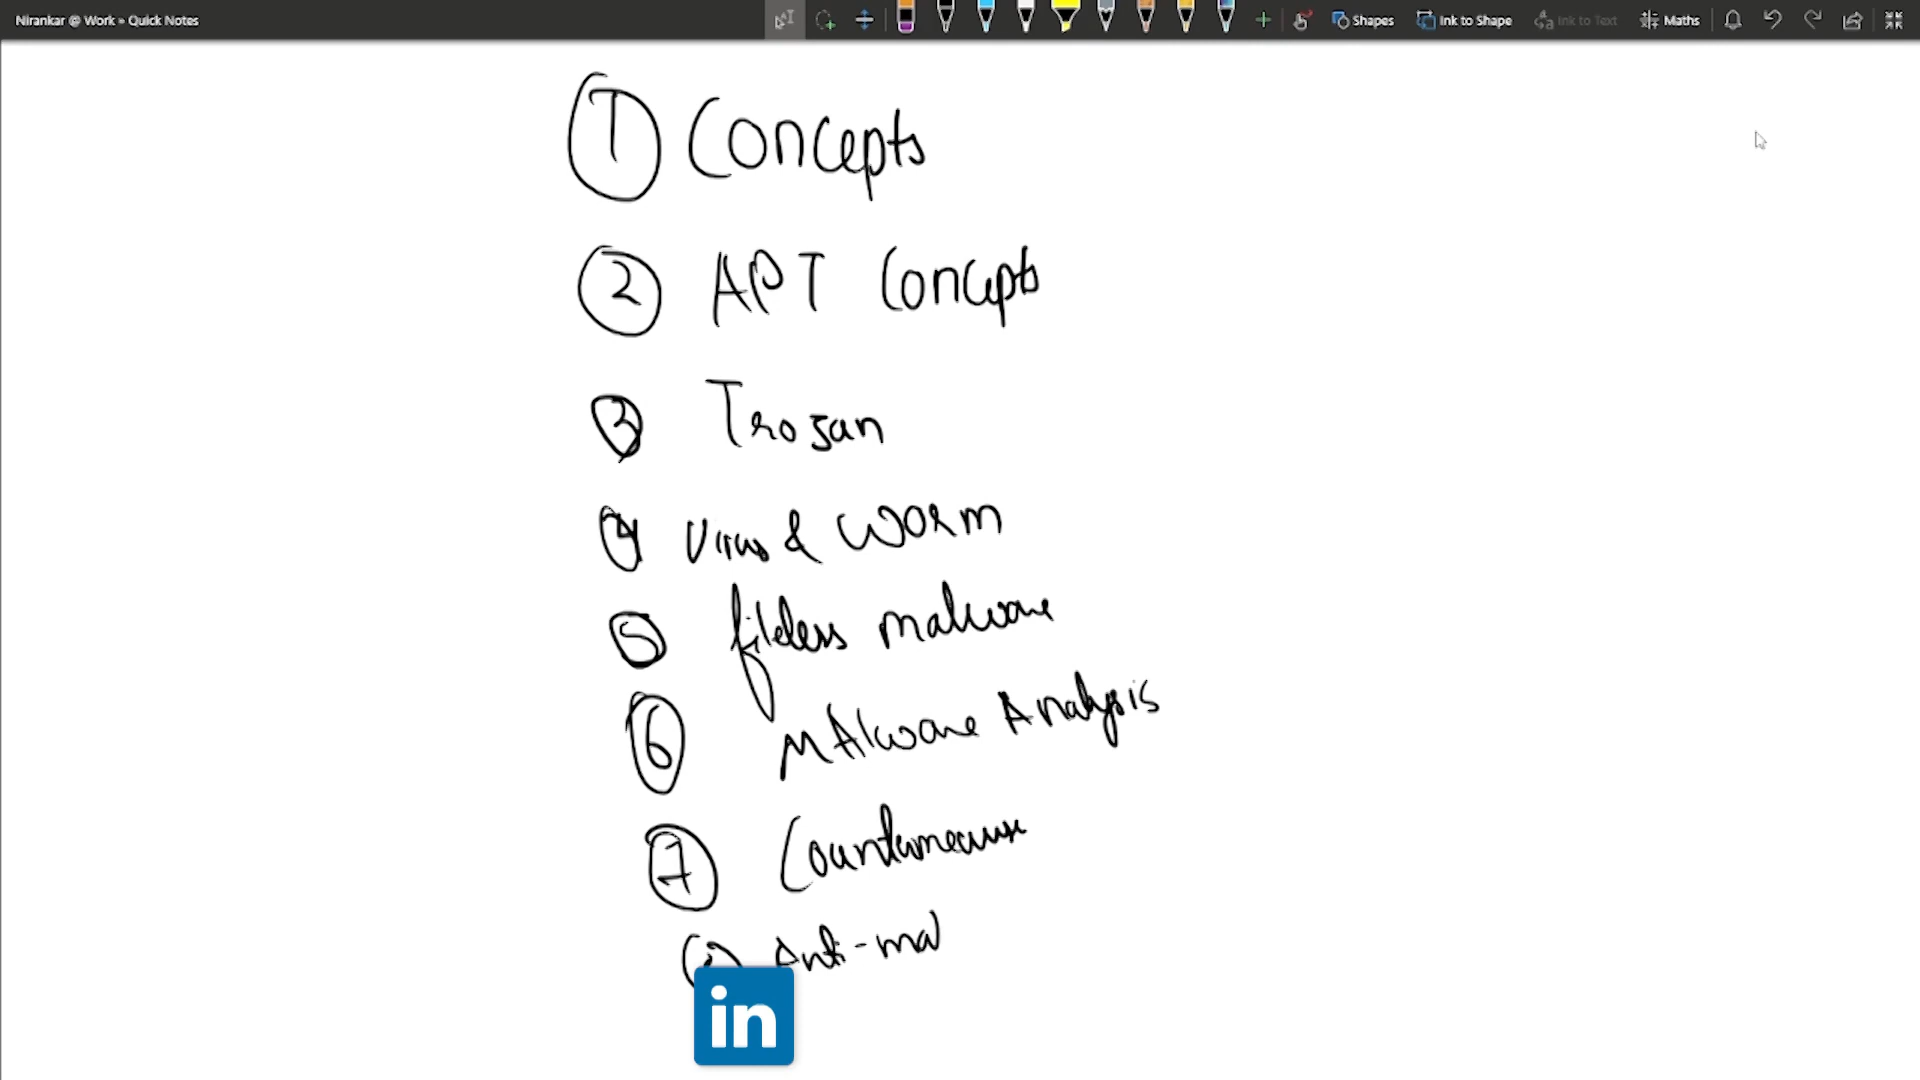 Nirankar @ Work » Quick Notes Shapes Ink to Shape Ink to Text Maths
1 Concepts
2 APT Concepts
3 Trojan
4 Virus & Worm
5 fileless malware
6 Malware Analysis
7 Countermeasure
Anti-mal
in